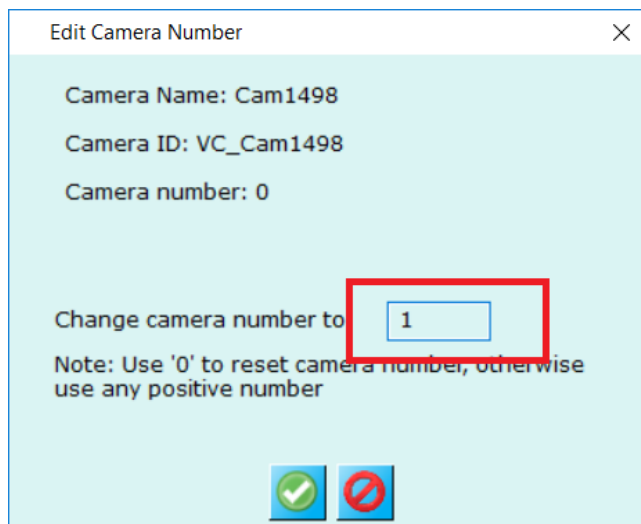 Edit Camera Number
Camera Name: Cam1498
Camera ID: VC_Cam1498
Camera number: 0
Change camera number to 1
Note: Use '0' to reset camera number, otherwise
use any positive number